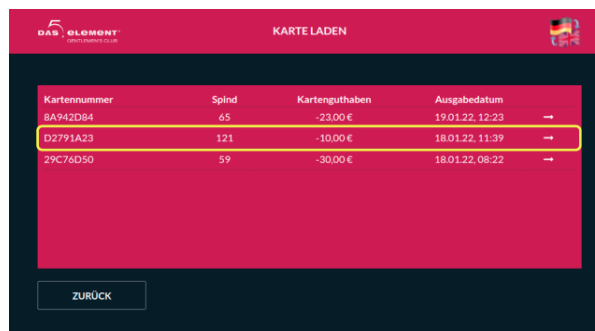 DAS 5 ELEMENT
GENTLEMEN'S CLUB
KARTE LADEN
Kartennummer Spind Kartenguthaben Ausgabedatum
8A942D84 65 -23,00 € 19.01.22, 12:23 →
D2791A23 121 -10,00 € 18.01.22, 11:39 →
29C76D50 59 -30,00 € 18.01.22, 08:22 →
ZURÜCK